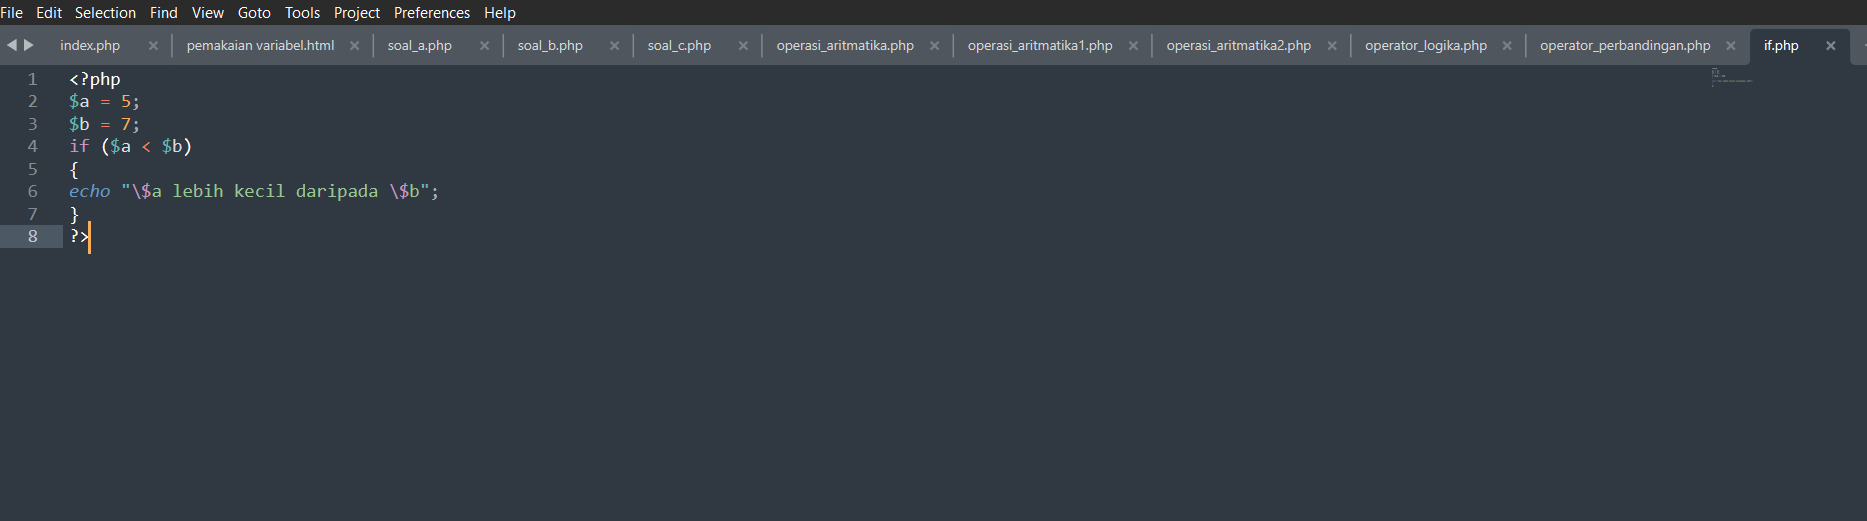 File Edit Selection Find View Goto Tools Project Preferences Help
index.php pemakaian variabel.html soal_a.php soal_b.php soal_c.php operasi_aritmatika.php operasi_aritmatika1.php operasi_aritmatika2.php operator_logika.php operator_perbandingan.php if.php
1 <?php
2 $a = 5;
3 $b = 7;
4 if ($a < $b)
5 {
6 echo "\$a lebih kecil daripada \$b";
7 }
8 ?>